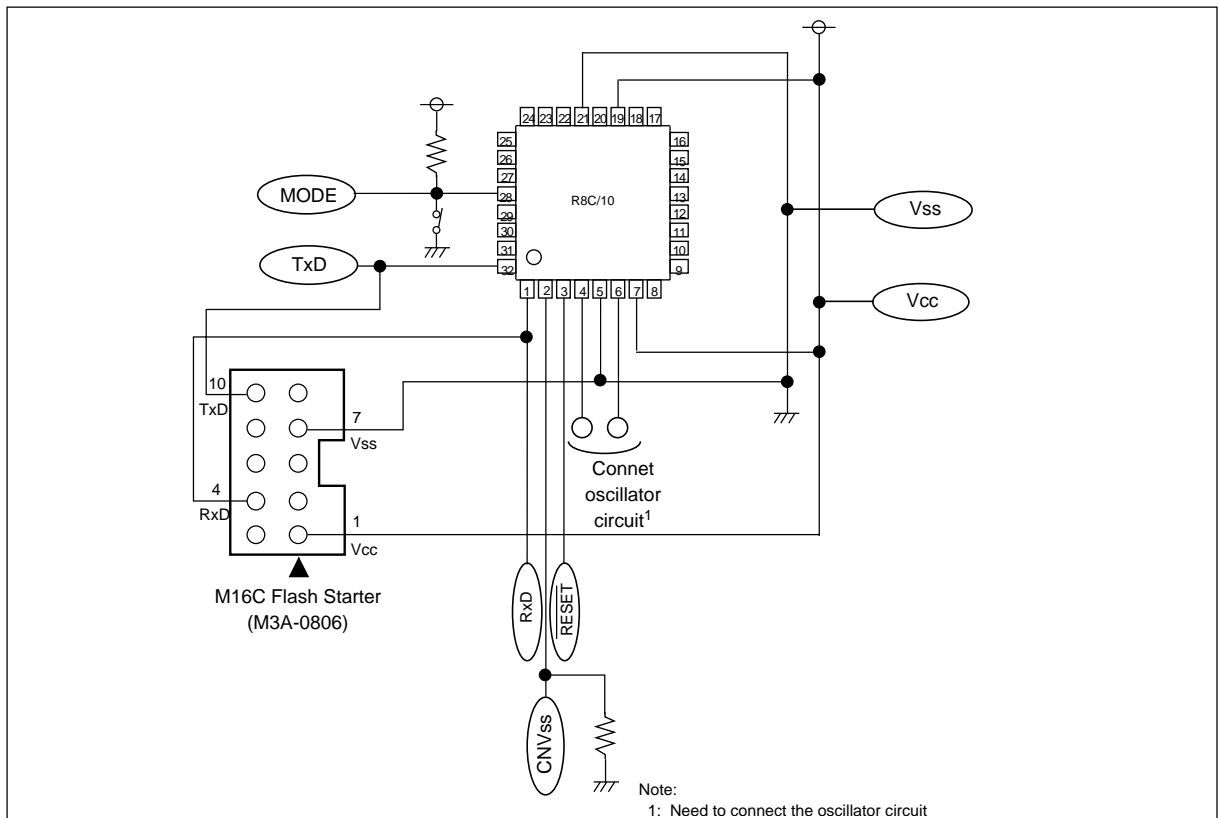 24 23 22 21 20 19 18 17
25
26
27
28
29
30
31
32
16
15
14
13
12
11
10
9
R8C/10
1 2 3 4 5 6 7 8
MODE
TxD
Vss
Vcc
10
TxD
7
Vss
4
RxD
1
Vcc
M16C Flash Starter
(M3A-0806)
Connet
oscillator
circuit1
RxD
RESET
CNVss
Note:
1: Need to connect the oscillator circuit